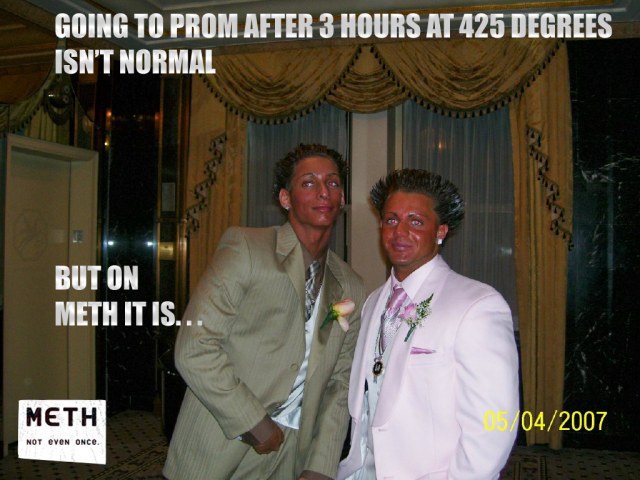 GOING TO PROM AFTER 3 HOURS AT 425 DEGREES
ISN'T NORMAL
BUT ON
METH IT IS. . .
METH
NOT EVEN ONCE.
05/04/2007